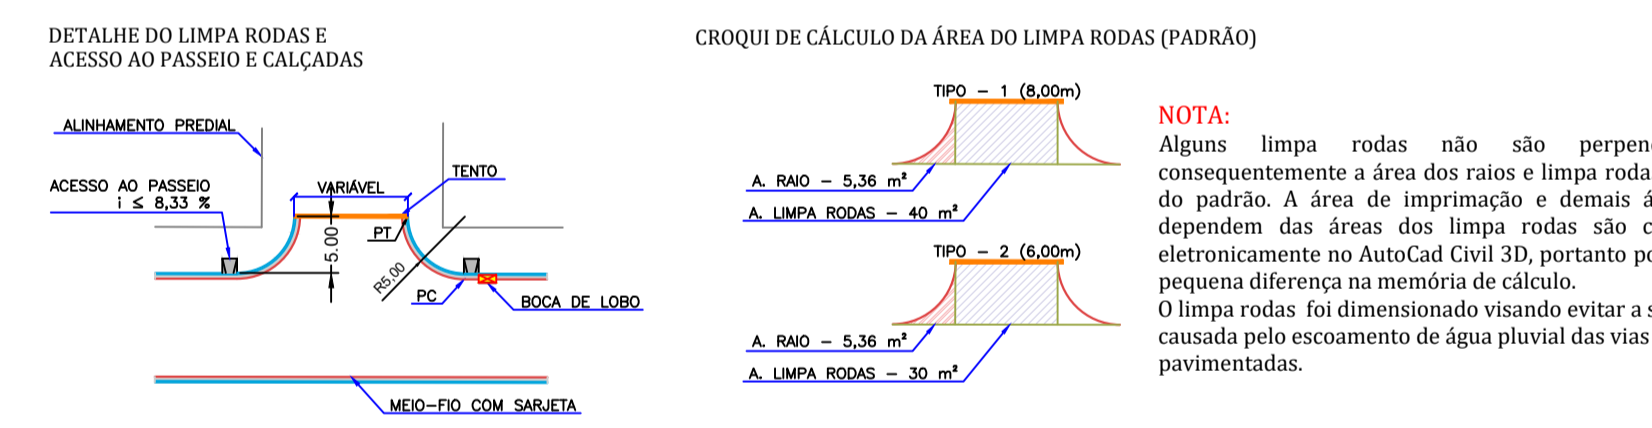 DETALHE DO LIMPA RODAS E
ACESSO AO PASSEIO E CALÇADAS
ALINHAMENTO PREDIAL
ACESSO AO PASSEIO
i ≤ 8,33 %
VARIÁVEL
TENTO
5.00
PT
R5,00
PC
BOCA DE LOBO
MEIO-FIO COM SARJETA
CROQUI DE CÁLCULO DA ÁREA DO LIMPA RODAS (PADRÃO)
TIPO - 1 (8,00m)
A. RAIO - 5,36 m²
A. LIMPA RODAS - 40 m²
TIPO - 2 (6,00m)
A. RAIO - 5,36 m²
A. LIMPA RODAS - 30 m²
NOTA:
Alguns limpa rodas não são
consequentemente a área dos raios e limpa
do padrão. A área de imprimação e demais
dependem das áreas dos limpa rodas são
eletronicamente no AutoCad Civil 3D, portanto
pequena diferença na memória de cálculo.
O limpa rodas foi dimensionado visando evitar a
causada pelo escoamento de água pluvial das vias
pavimentadas.